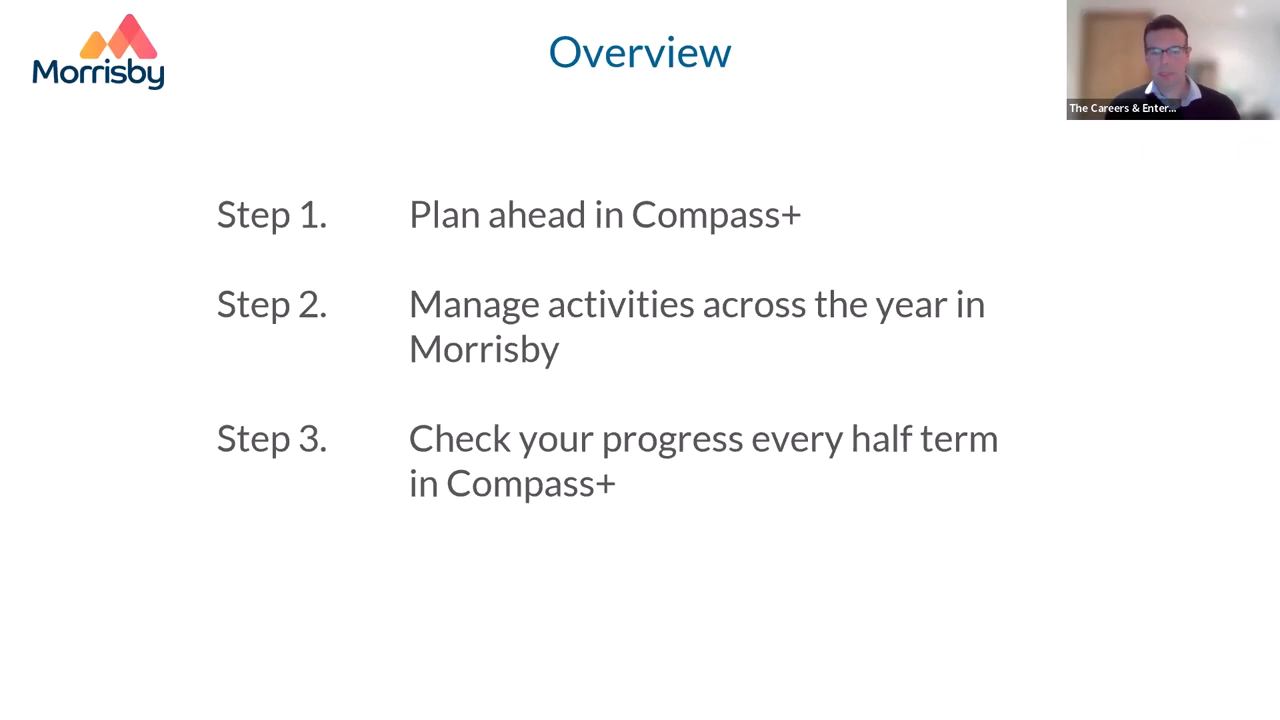 Morrisby
Overview
The Careers & Enter...
Step 1.
Plan ahead in Compass+
Step 2.
Manage activities across the year in
Morrisby
Step 3.
Check your progress every half term
in Compass+